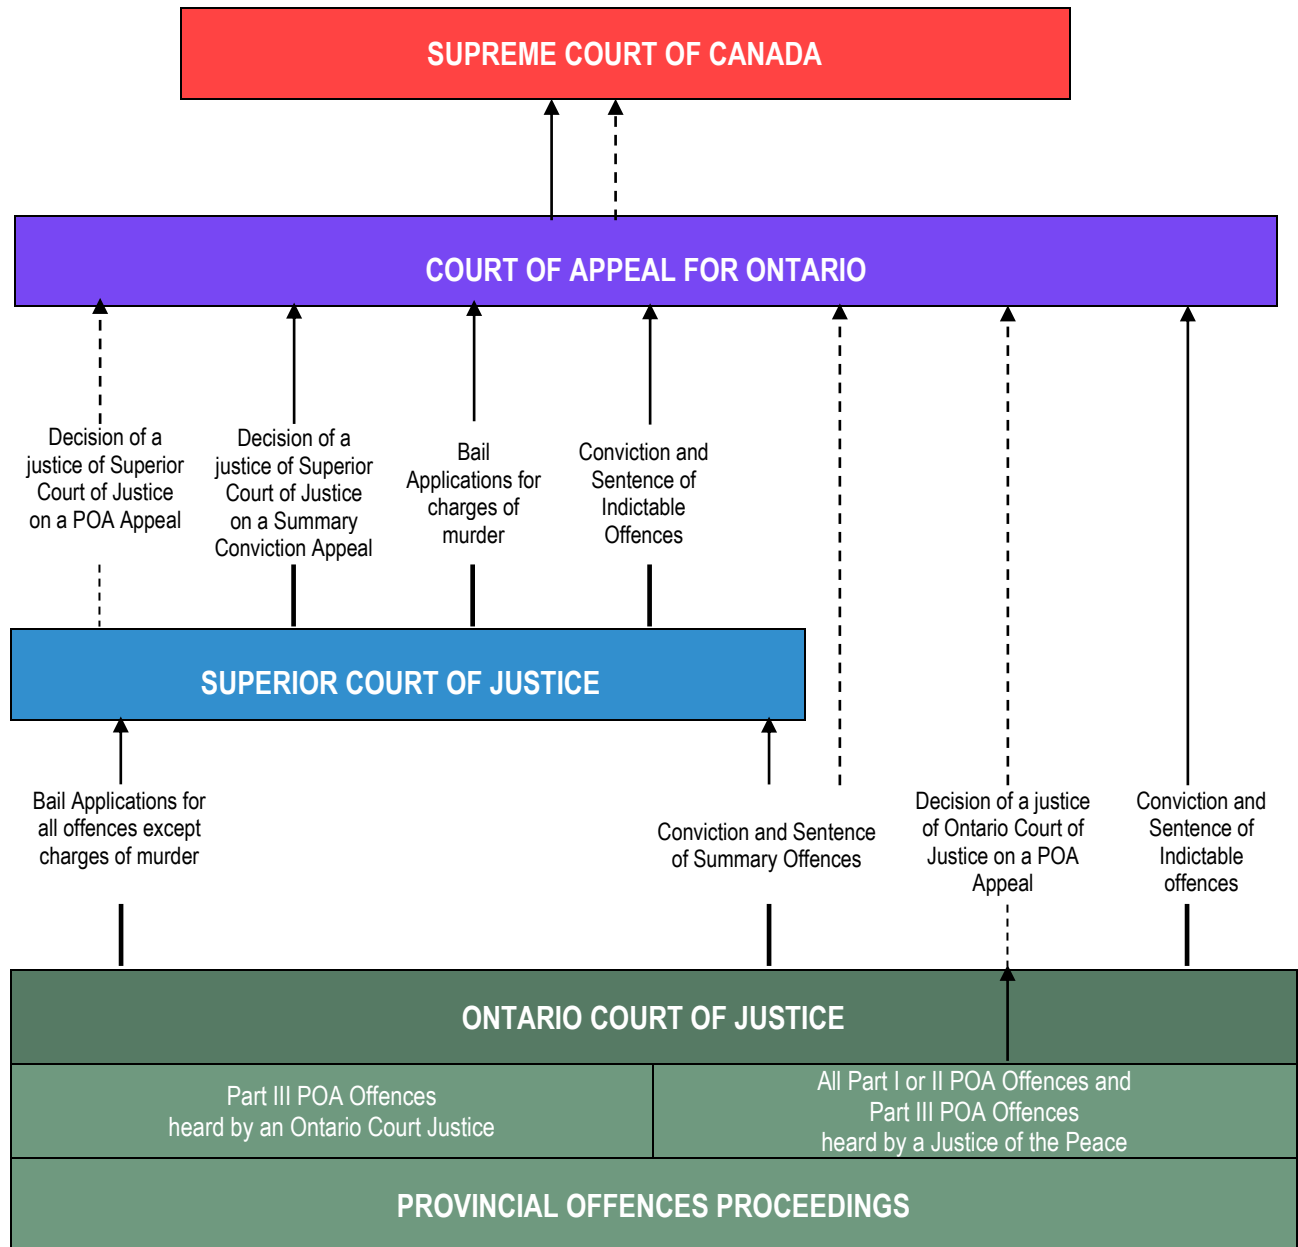 SUPREME COURT OF CANADA
COURT OF APPEAL FOR ONTARIO
Decision of a
justice of Superior
Court of Justice
on a POA Appeal
Decision of a
justice of Superior
Court of Justice
on a Summary
Conviction Appeal
Bail
Applications for
charges of
murder
Conviction and
Sentence of
Indictable
Offences
SUPERIOR COURT OF JUSTICE
Bail Applications for
all offences except
charges of murder
Conviction and Sentence
of Summary Offences
Decision of a justice
of Ontario Court of
Justice on a POA
Appeal
Conviction and
Sentence of
Indictable
offences
ONTARIO COURT OF JUSTICE
Part III POA Offences
heard by an Ontario Court Justice
All Part I or II POA Offences and
Part III POA Offences
heard by a Justice of the Peace
PROVINCIAL OFFENCES PROCEEDINGS